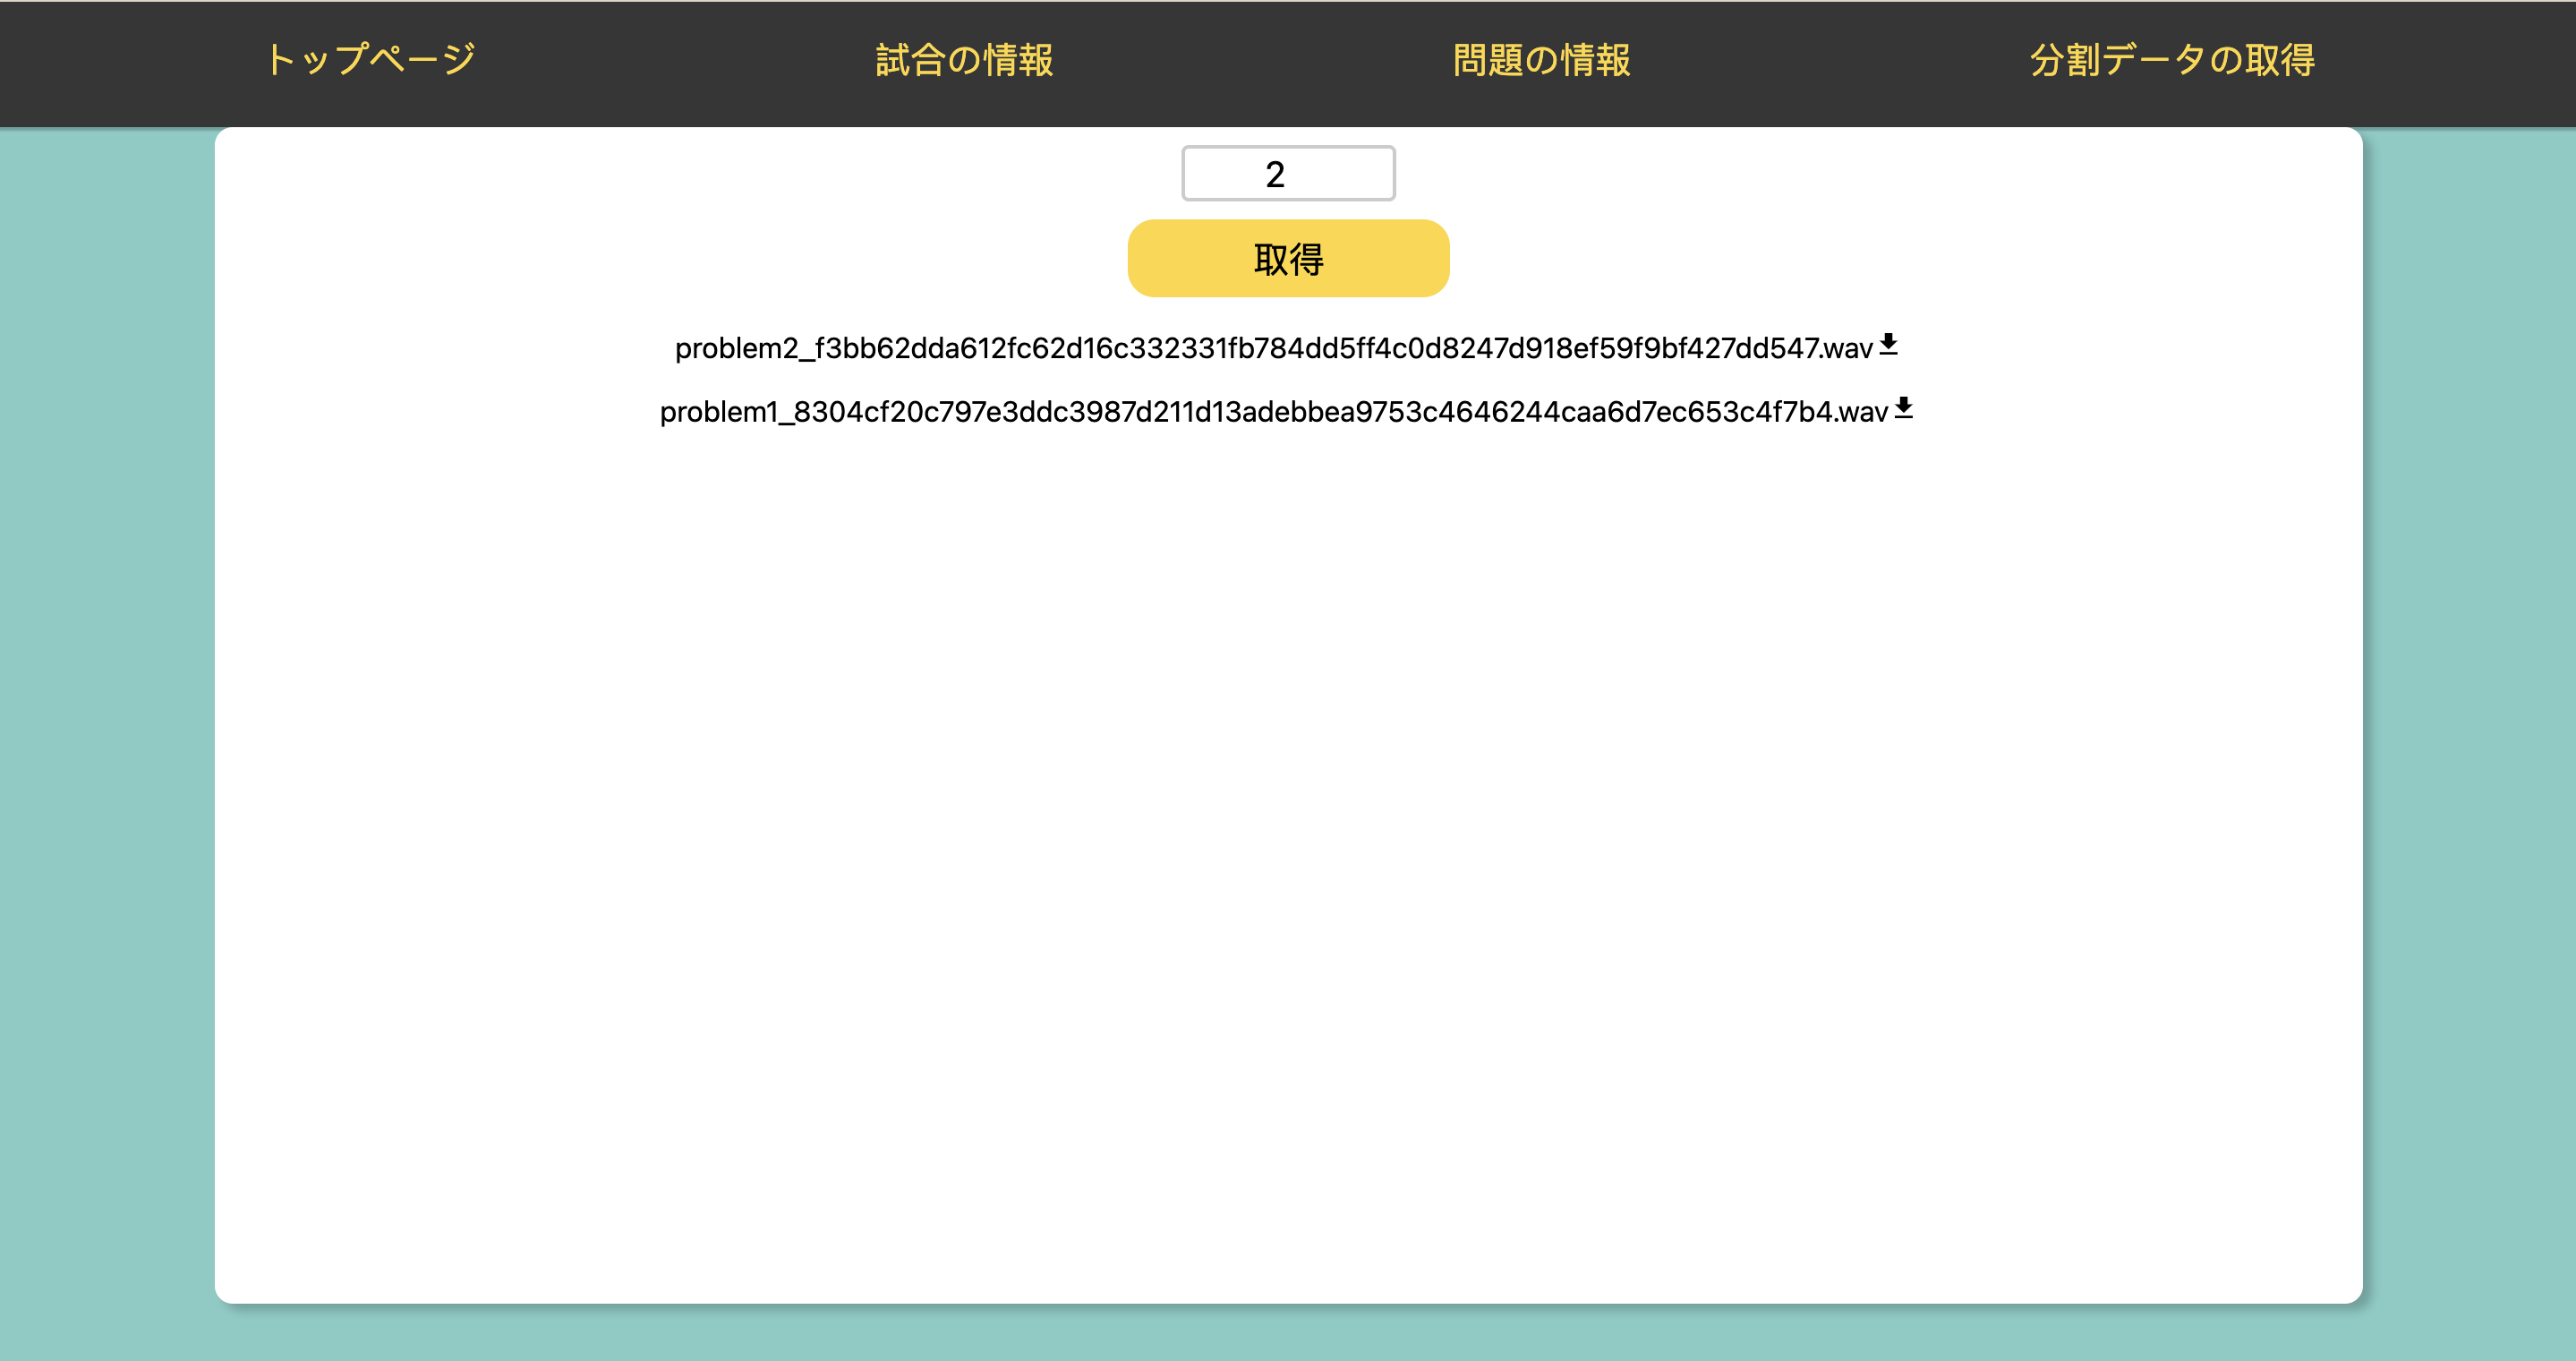 トップページ 試合の情報 問題の情報 分割データの取得
2
取得
problem2_f3bb62dda612fc62d16c332331fb784dd5ff4c0d8247d918ef59f9bf427dd547.wav
problem1_8304cf20c797e3ddc3987d211d13adebbea9753c4646244caa6d7ec653c4f7b4.wav